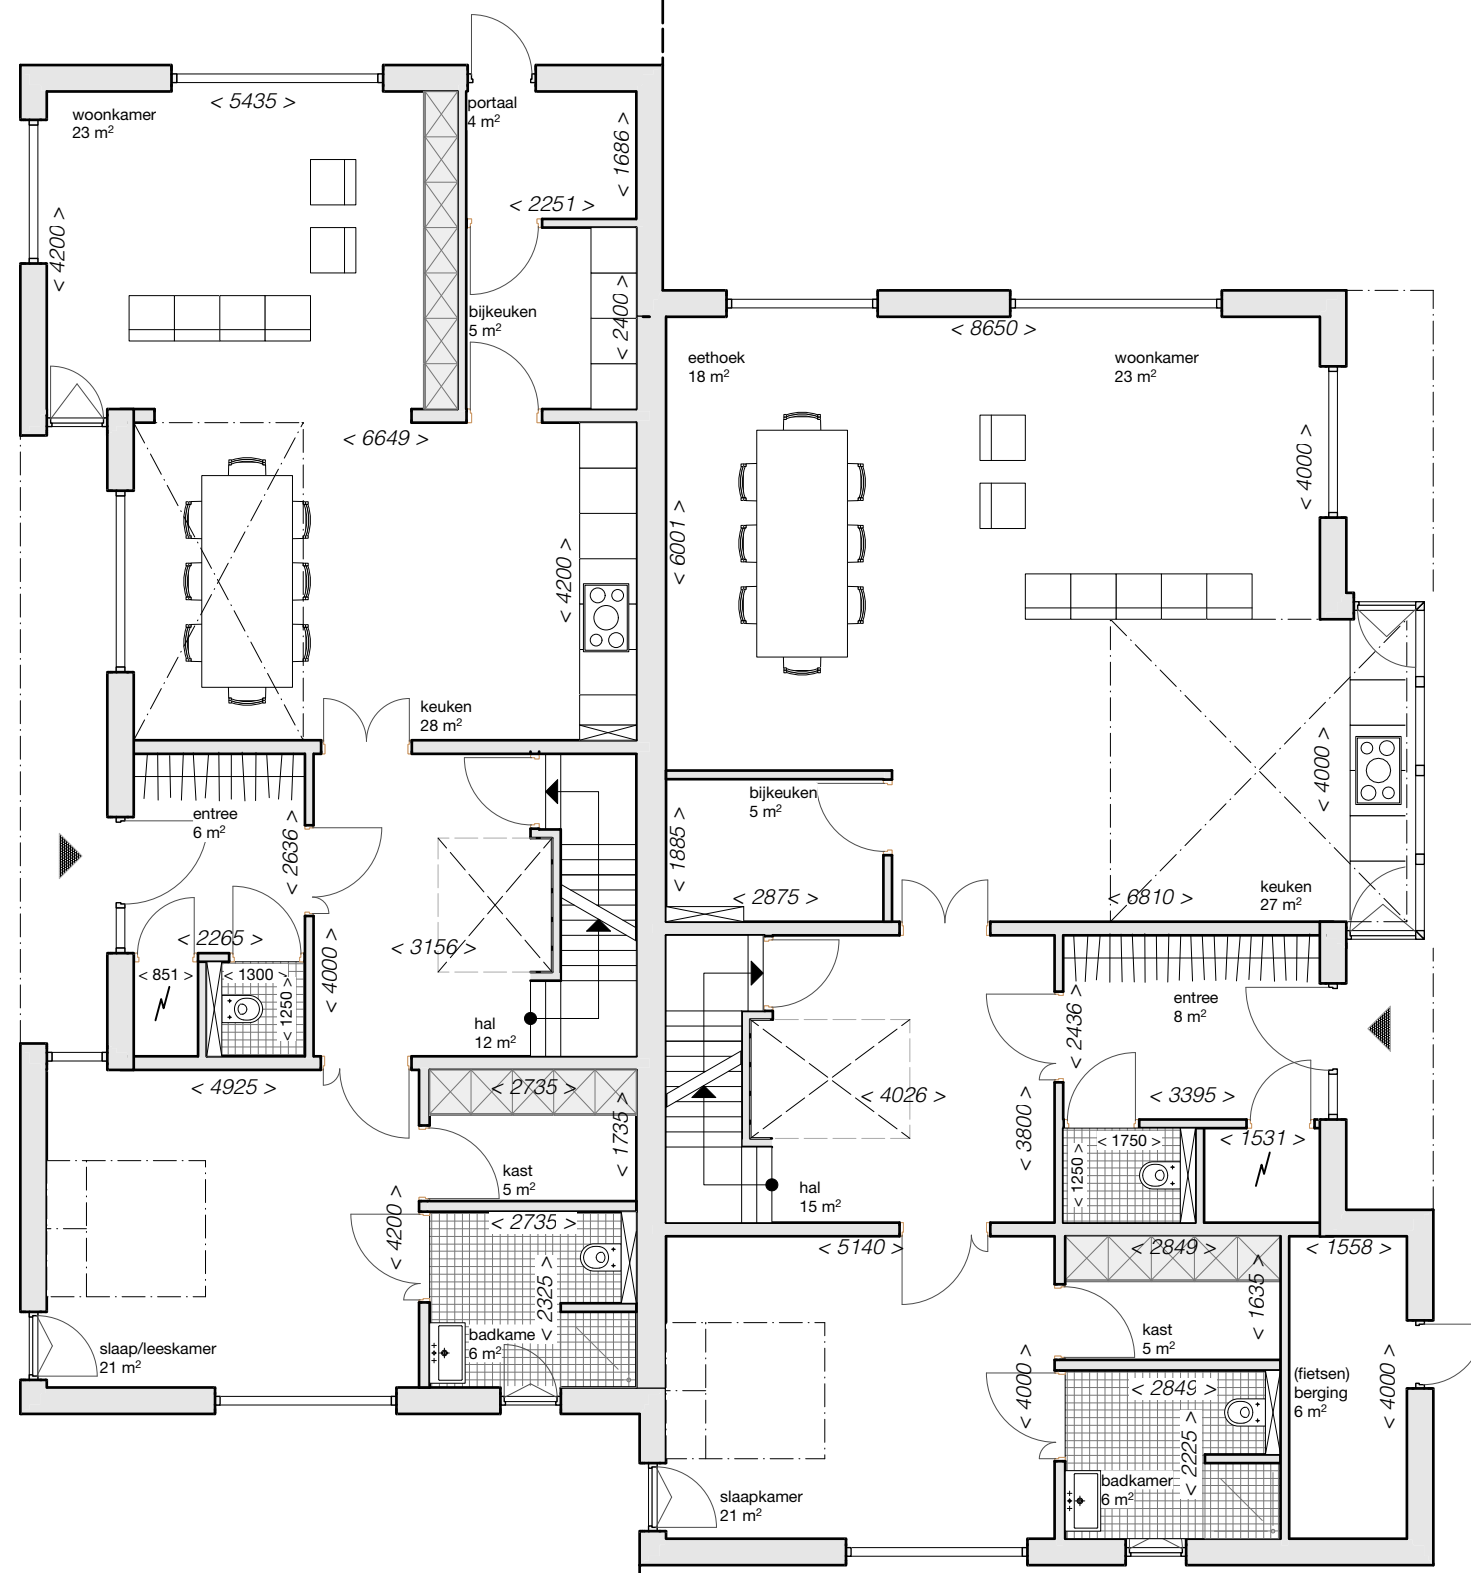 < 5435 >
woonkamer
23 m²
portaal
4 m²
< 1686 >
< 2251 >
< 4200 >
bijkeuken
5 m²
< 2400 >
< 6649 >
< 4200 >
keuken
28 m²
entree
6 m²
< 2636 >
< 2265 >
< 851 >
< 1300 >
< 1250 >
< 4000 >
< 3156 >
hal
12 m²
< 4925 >
< 2735 >
< 1735 >
kast
5 m²
< 4200 >
< 2735 >
< 2325 >
badkame
6 m²
slaap/leeskamer
21 m²
< 8650 >
eethoek
18 m²
woonkamer
23 m²
< 4000 >
< 6001 >
< 4000 >
bijkeuken
5 m²
< 1885 >
< 2875 >
< 6810 >
keuken
27 m²
entree
8 m²
< 2436 >
< 4026 >
< 3395 >
< 3800 >
< 1750 >
< 1531 >
< 1250 >
hal
15 m²
< 5140 >
< 2849 >
< 1558 >
< 1635 >
kast
5 m²
< 4000 >
< 2849 >
(fietsen)
berging
6 m²
< 4000 >
< 2225 >
badkamer
6 m²
slaapkamer
21 m²